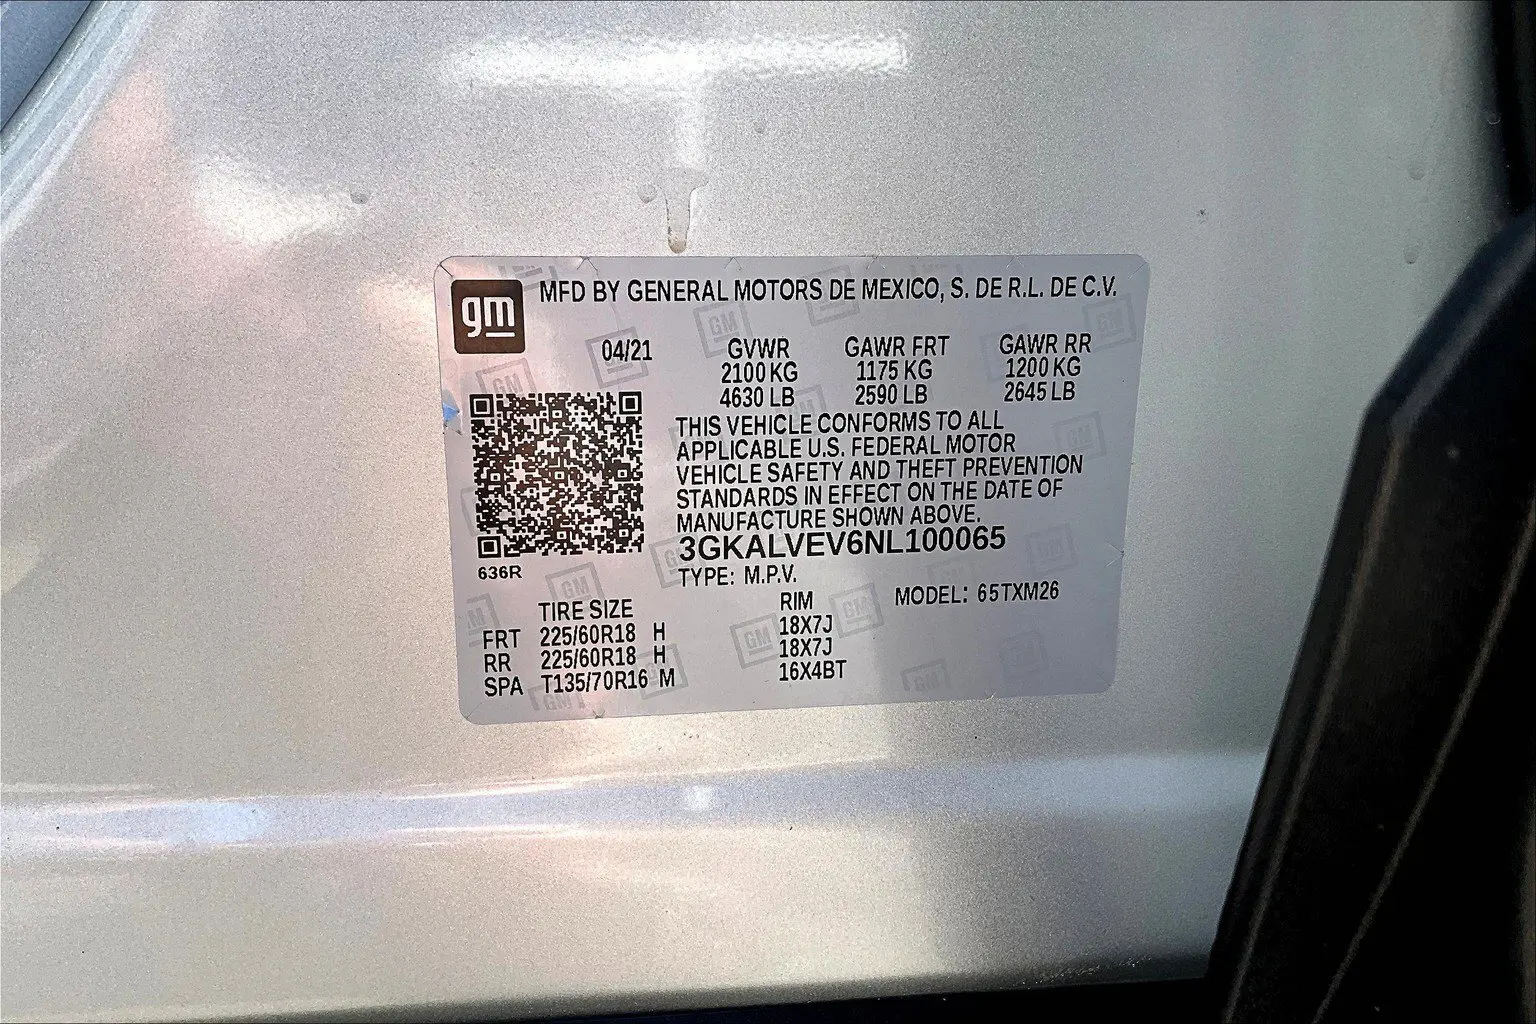 gm MFD BY GENERAL MOTORS DE MEXICO, S. DE R.L. DE C.V.
04/21 GVWR GAWR FRT GAWR RR
2100 KG 1175 KG 1200 KG
4630 LB 2590 LB 2645 LB
THIS VEHICLE CONFORMS TO ALL
APPLICABLE U.S. FEDERAL MOTOR
VEHICLE SAFETY AND THEFT PREVENTION
STANDARDS IN EFFECT ON THE DATE OF
MANUFACTURE SHOWN ABOVE.
3GKALVEV6NL100065
636R
TYPE: M.P.V.
MODEL: 65TXM26
TIRE SIZE RIM
FRT 225/60R18 H 18X7J
RR 225/60R18 H 18X7J
SPA T135/70R16 M 16X4BT